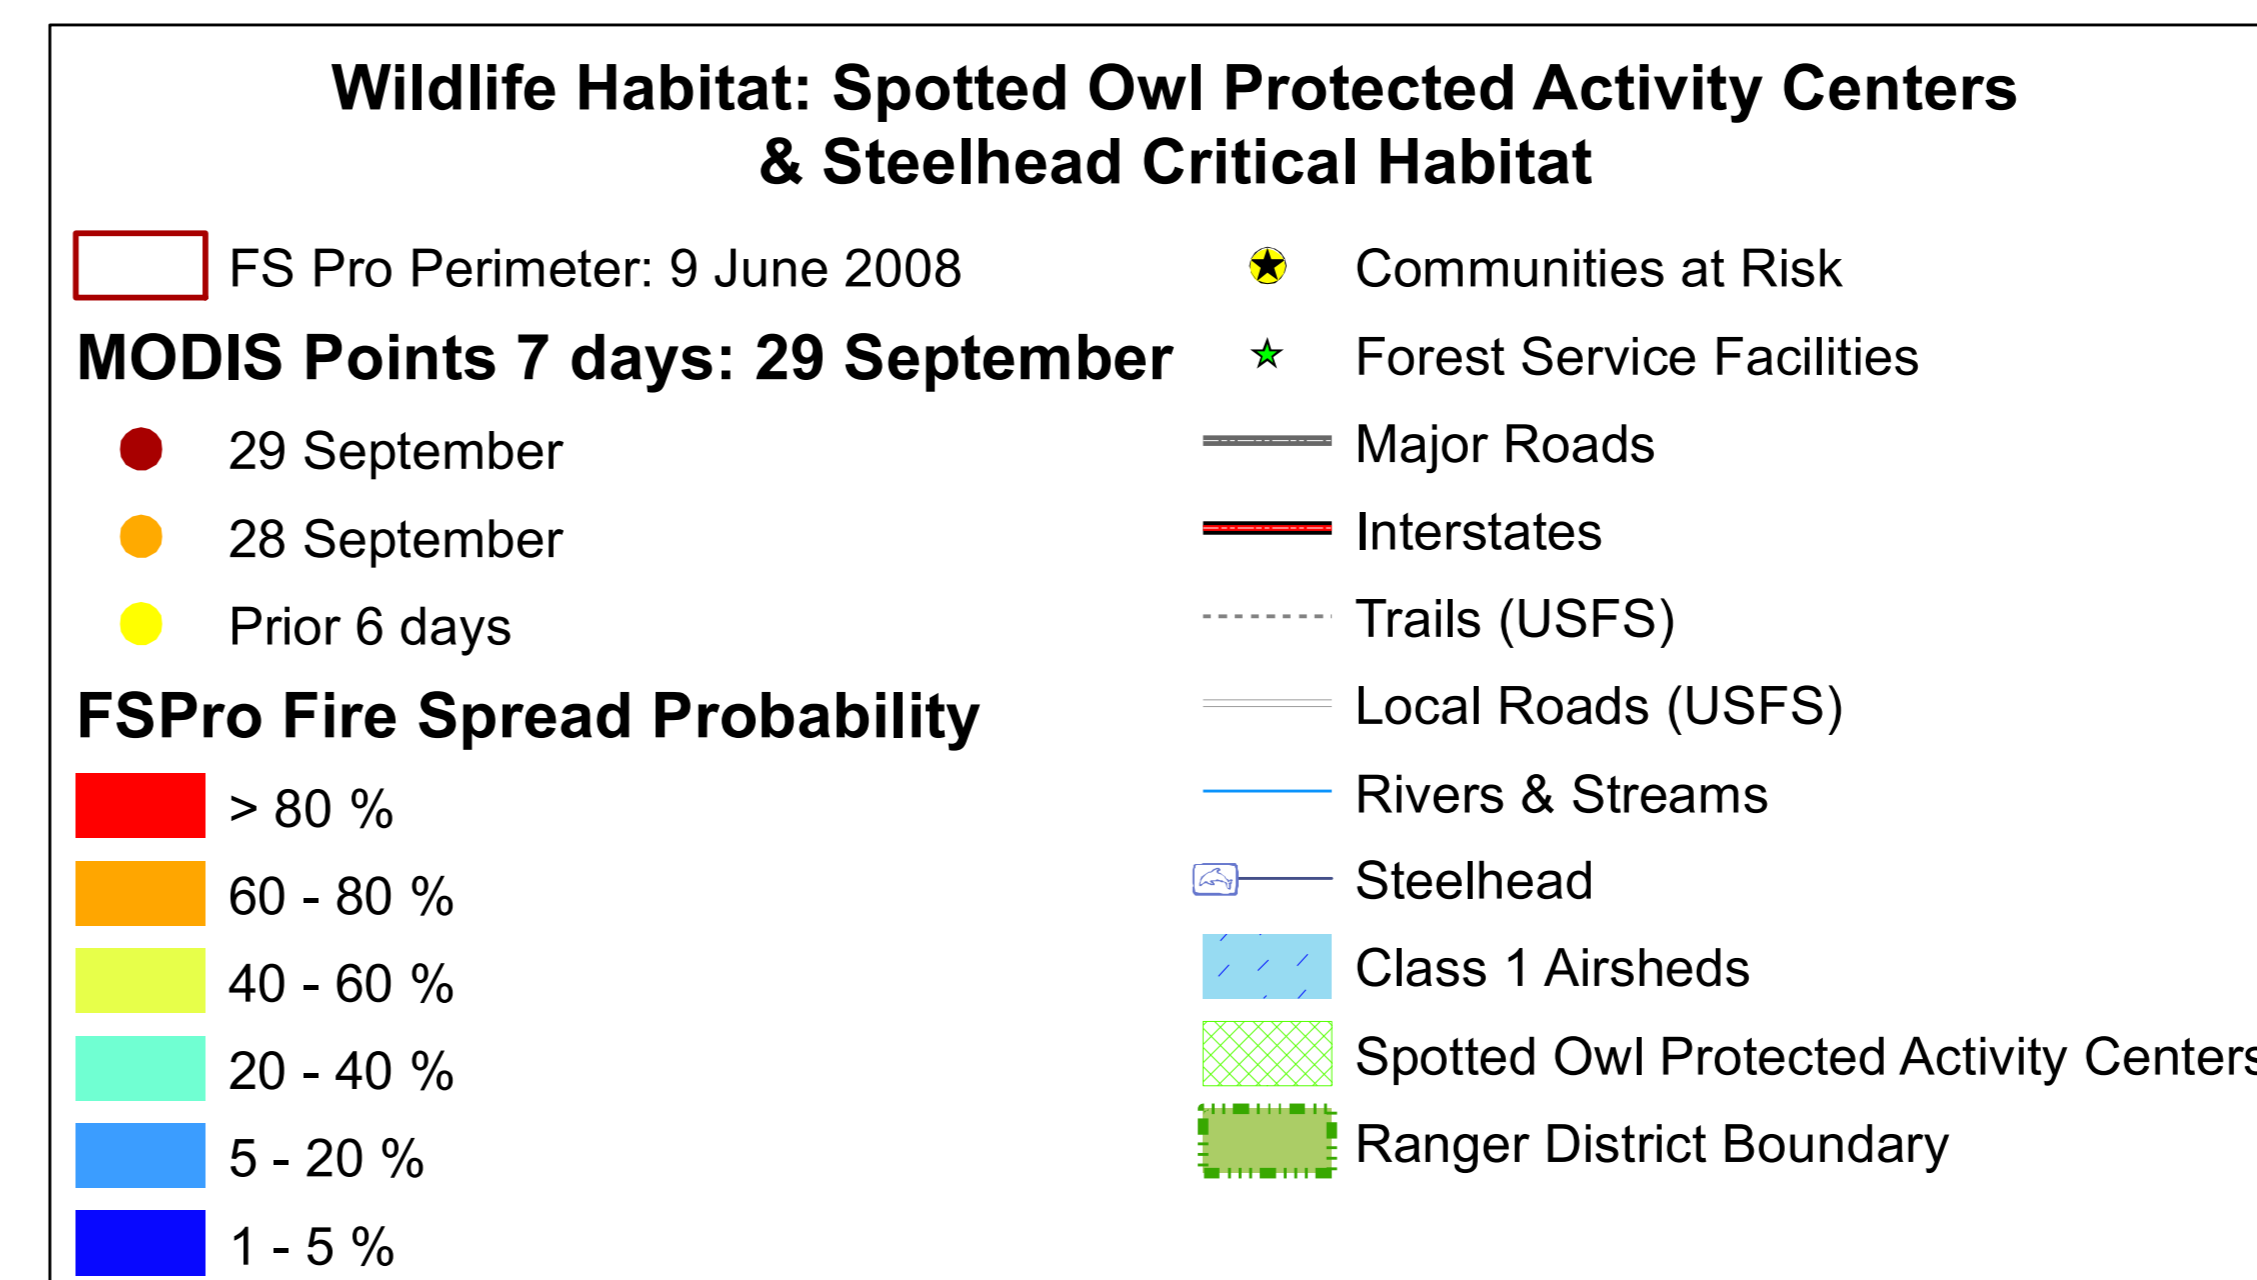 Wildlife Habitat: Spotted Owl Protected Activity Centers
& Steelhead Critical Habitat
FS Pro Perimeter: 9 June 2008
MODIS Points 7 days: 29 September
29 September
28 September
Prior 6 days
FSPro Fire Spread Probability
> 80 %
60 - 80 %
40 - 60 %
20 - 40 %
5 - 20 %
1 - 5 %
Communities at Risk
Forest Service Facilities
Major Roads
Interstates
Trails (USFS)
Local Roads (USFS)
Rivers & Streams
Steelhead
Class 1 Airsheds
Spotted Owl Protected Activity Centers
Ranger District Boundary